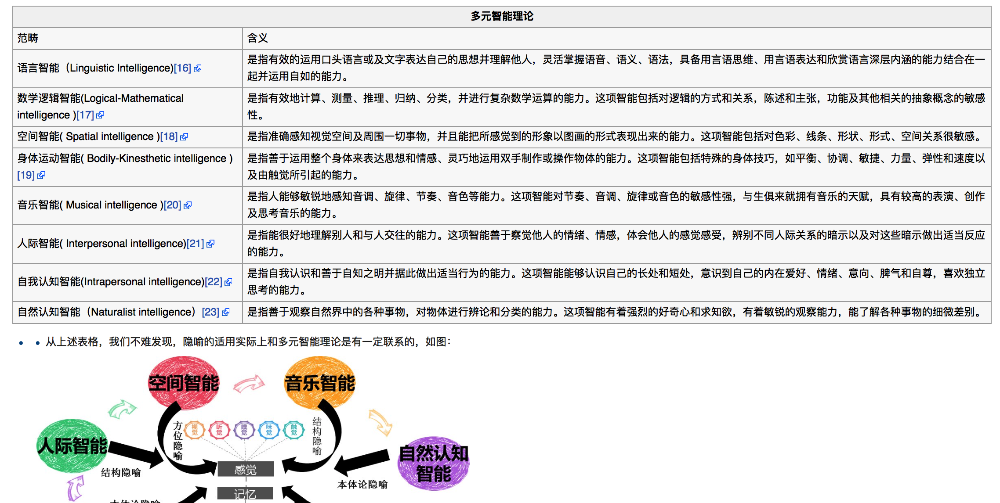 多元智能理论
范畴
含义
语言智能（Linguistic Intelligence)[16]
是指有效的运用口头语言或及文字表达自己的思想并理解他人，灵活掌握语音、语义、语法，具备用言语思维、用言语表达和欣赏语言深层内涵的能力结合在一
起并运用自如的能力。
数学逻辑智能(Logical-Mathematical
intelligence )[17]
是指有效地计算、测量、推理、归纳、分类，并进行复杂数学运算的能力。这项智能包括对逻辑的方式和关系，陈述和主张，功能及其他相关的抽象概念的敏感
性。
空间智能( Spatial intelligence )[18]
是指准确感知视觉空间及周围一切事物，并且能把所感觉到的形象以图画的形式表现出来的能力。这项智能包括对色彩、线条、形状、形式、空间关系很敏感。
身体运动智能( Bodily-Kinesthetic intelligence )
[19]
是指善于运用整个身体来表达思想和情感、灵巧地运用双手制作或操作物体的能力。这项智能包括特殊的身体技巧，如平衡、协调、敏捷、力量、弹性和速度以
及由触觉所引起的能力。
音乐智能( Musical intelligence )[20]
是指人能够敏锐地感知音调、旋律、节奏、音色等能力。这项智能对节奏、音调、旋律或音色的敏感性强，与生俱来就拥有音乐的天赋，具有较高的表演、创作
及思考音乐的能力。
人际智能( Interpersonal intelligence)[21]
是指能很好地理解别人和与人交往的能力。这项智能善于察觉他人的情绪、情感，体会他人的感觉感受，辨别不同人际关系的暗示以及对这些暗示做出适当反应
的能力。
自我认知智能(Intrapersonal intelligence)[22]
是指自我认识和善于自知之明并据此做出适当行为的能力。这项智能能够认识自己的长处和短处，意识到自己的内在爱好、情绪、意向、脾气和自尊，喜欢独立
思考的能力。
自然认知智能（Naturalist intelligence）[23]
是指善于观察自然界中的各种事物，对物体进行辨论和分类的能力。这项智能有着强烈的好奇心和求知欲，有着敏锐的观察能力，能了解各种事物的细微差别。
从上述表格，我们不难发现，隐喻的适用实际上和多元智能理论是有一定联系的，如图：
空间智能
音乐智能
人际智能
方位隐喻
视觉
听觉
嗅觉
味觉
触觉
结构隐喻
自然认知
智能
结构隐喻
感觉
本体论隐喻
记忆
本体论隐喻